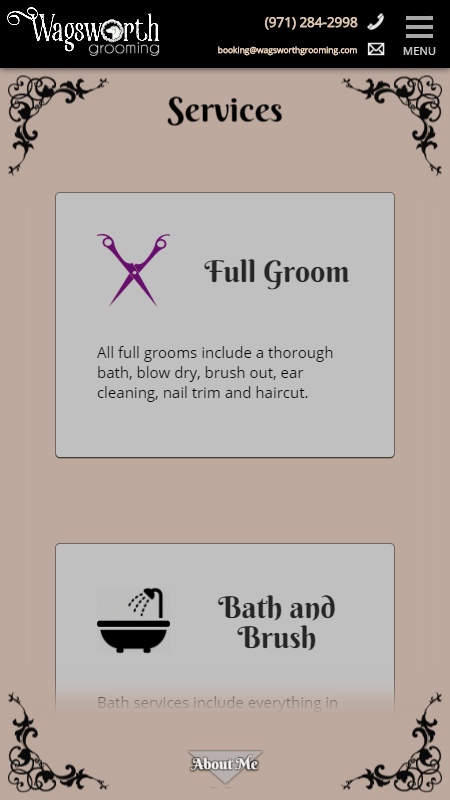 Wagsworth
grooming
(971) 284-2998
booking@wagsworthgrooming.com
MENU
Services
Full Groom
All full grooms include a thorough
bath, blow dry, brush out, ear
cleaning, nail trim and haircut.
Bath and
Brush
Bath services include everything in
About Me